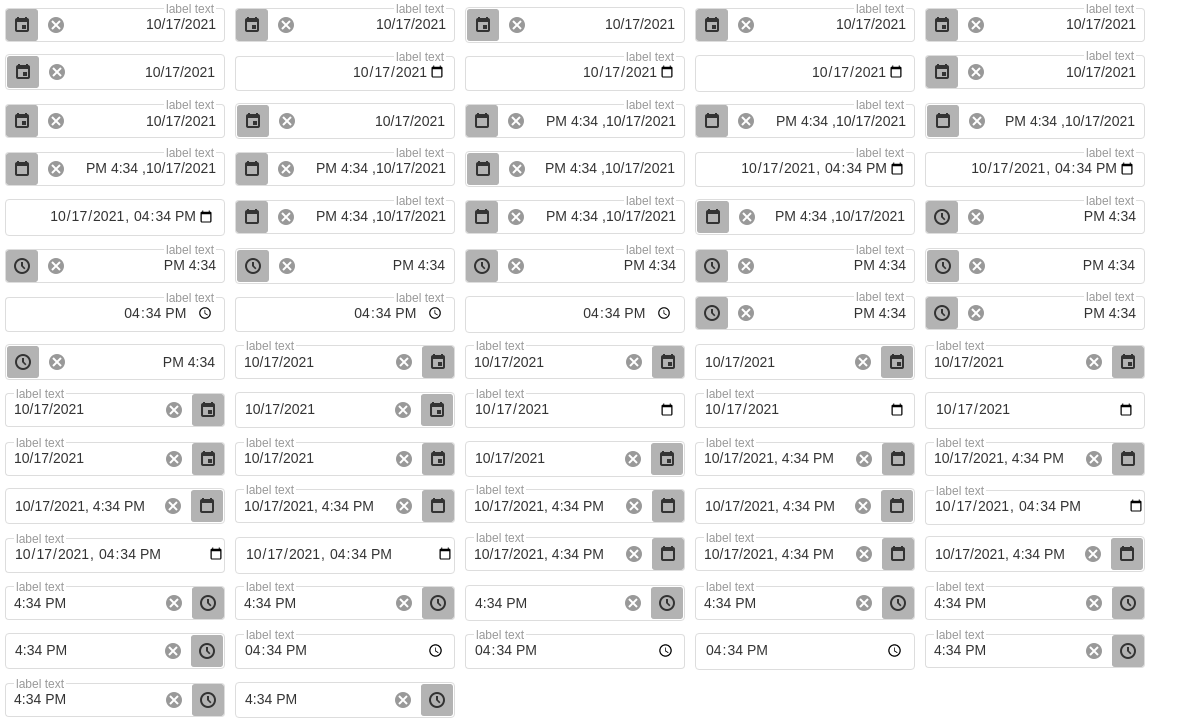 label text
10/17/2021
label text
10/17/2021
10/17/2021
label text
10/17/2021
label text
10/17/2021
10/17/2021
label text
10/17/2021
label text
10/17/2021
10/17/2021
label text
10/17/2021
label text
10/17/2021
10/17/2021
label text
PM 4:34 ,10/17/2021
label text
PM 4:34 ,10/17/2021
PM 4:34 ,10/17/2021
label text
PM 4:34 ,10/17/2021
label text
PM 4:34 ,10/17/2021
PM 4:34 ,10/17/2021
label text
10/17/2021, 04:34 PM
label text
10/17/2021, 04:34 PM
10/17/2021, 04:34 PM
label text
PM 4:34 ,10/17/2021
label text
PM 4:34 ,10/17/2021
PM 4:34 ,10/17/2021
label text
PM 4:34
label text
PM 4:34
PM 4:34
label text
PM 4:34
label text
PM 4:34
PM 4:34
label text
04:34 PM
label text
04:34 PM
04:34 PM
label text
PM 4:34
label text
PM 4:34
PM 4:34
label text
10/17/2021
label text
10/17/2021
10/17/2021
label text
10/17/2021
label text
10/17/2021
10/17/2021
label text
10/17/2021
label text
10/17/2021
10/17/2021
label text
10/17/2021
label text
10/17/2021
10/17/2021
label text
10/17/2021, 4:34 PM
label text
10/17/2021, 4:34 PM
10/17/2021, 4:34 PM
label text
10/17/2021, 4:34 PM
label text
10/17/2021, 4:34 PM
10/17/2021, 4:34 PM
label text
10/17/2021, 04:34 PM
label text
10/17/2021, 04:34 PM
10/17/2021, 04:34 PM
label text
10/17/2021, 4:34 PM
label text
10/17/2021, 4:34 PM
10/17/2021, 4:34 PM
label text
4:34 PM
label text
4:34 PM
4:34 PM
label text
4:34 PM
label text
4:34 PM
4:34 PM
label text
04:34 PM
label text
04:34 PM
04:34 PM
label text
4:34 PM
label text
4:34 PM
4:34 PM